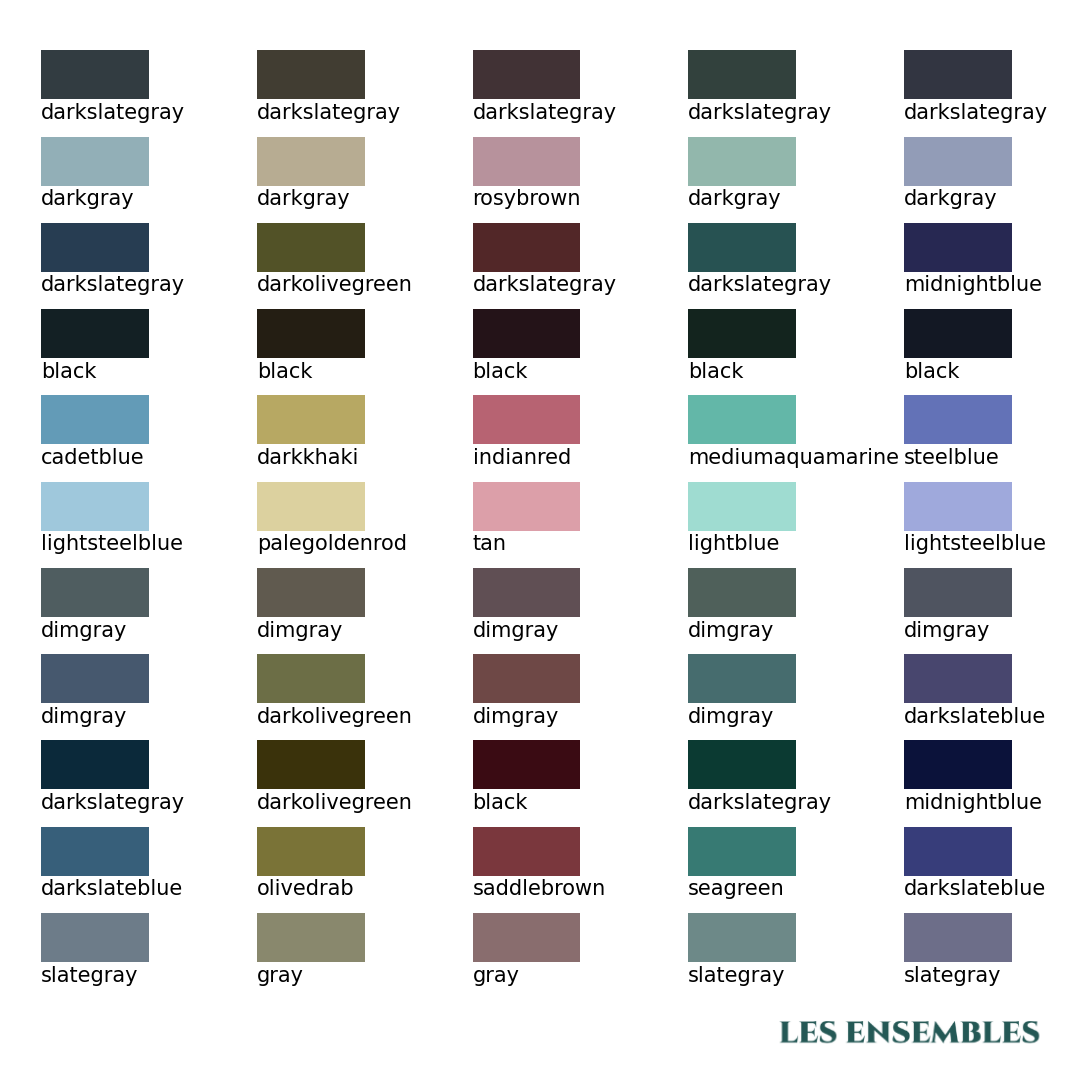 darkslategray darkslategray darkslategray darkslategray darkslategray
darkgray darkgray rosybrown darkgray darkgray
darkslategray darkolivegreen darkslategray darkslategray midnightblue
black black black black black
cadetblue darkkhaki indianred mediumaquamarine steelblue
lightsteelblue palegoldenrod tan lightblue lightsteelblue
dimgray dimgray dimgray dimgray dimgray
dimgray darkolivegreen dimgray dimgray darkslateblue
darkslategray darkolivegreen black darkslategray midnightblue
darkslateblue olivedrab saddlebrown seagreen darkslateblue
slategray gray gray slategray slategray
LES ENSEMBLES